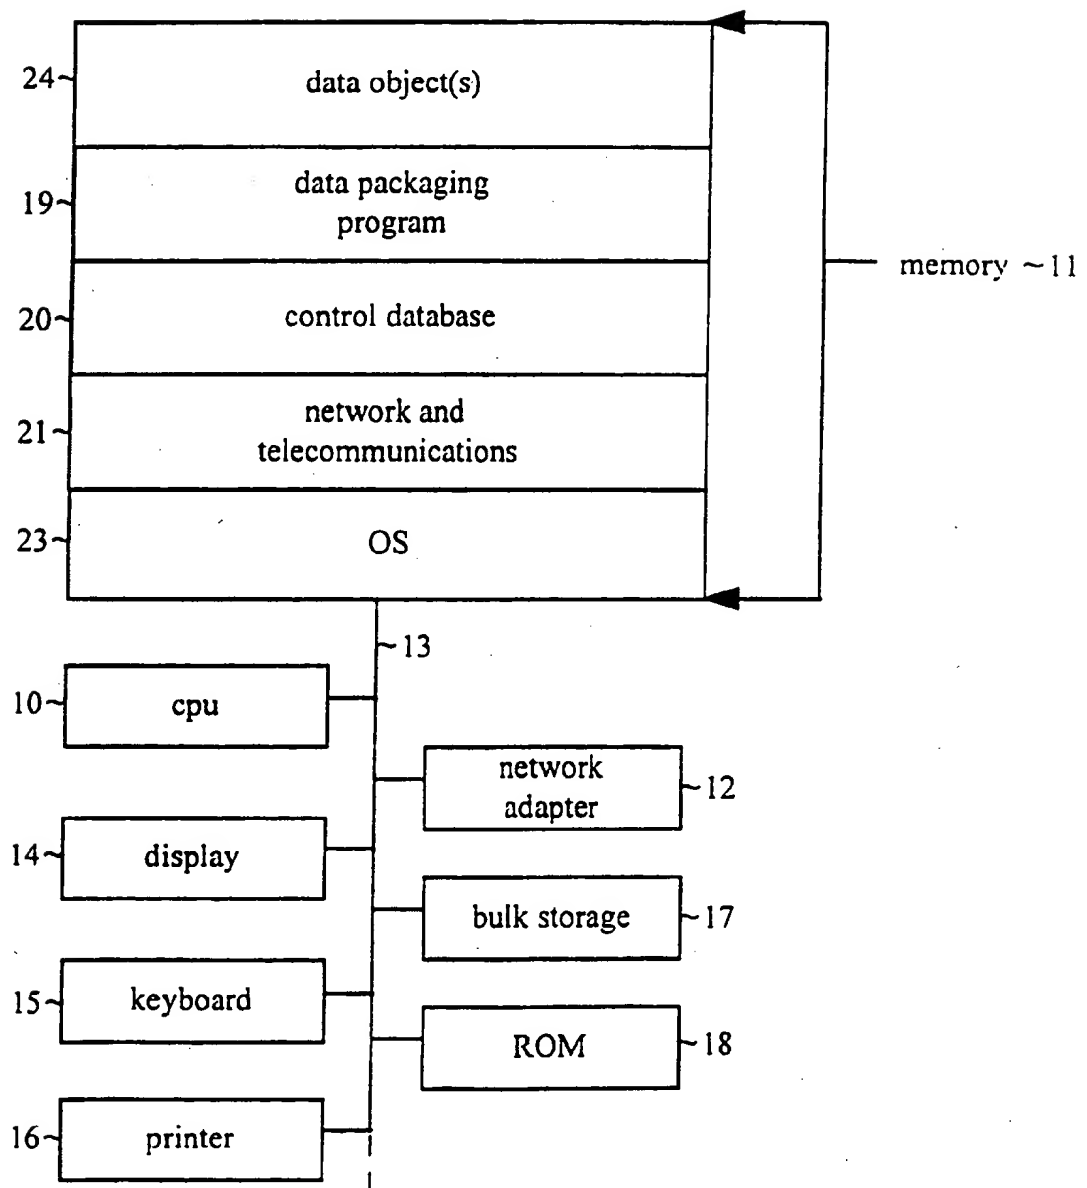 24~ data object(s)
19~ data packaging
program
memory ~11
20~ control database
21~ network and
telecommunications
23~ OS
~13
10~ cpu
network
adapter ~12
14~ display
bulk storage ~17
15~ keyboard
ROM ~18
16~ printer